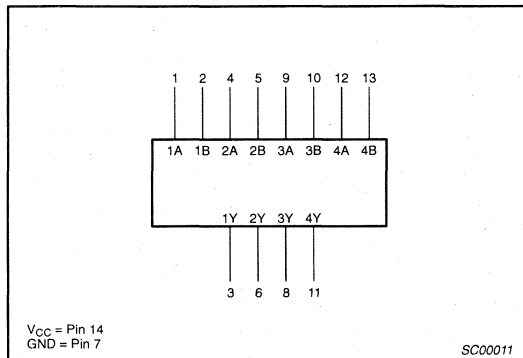 1 2 4 5 9 10 12 13
1A 1B 2A 2B 3A 3B 4A 4B
1Y 2Y 3Y 4Y
3 6 8 11
VCC = Pin 14
GND = Pin 7
SC00011